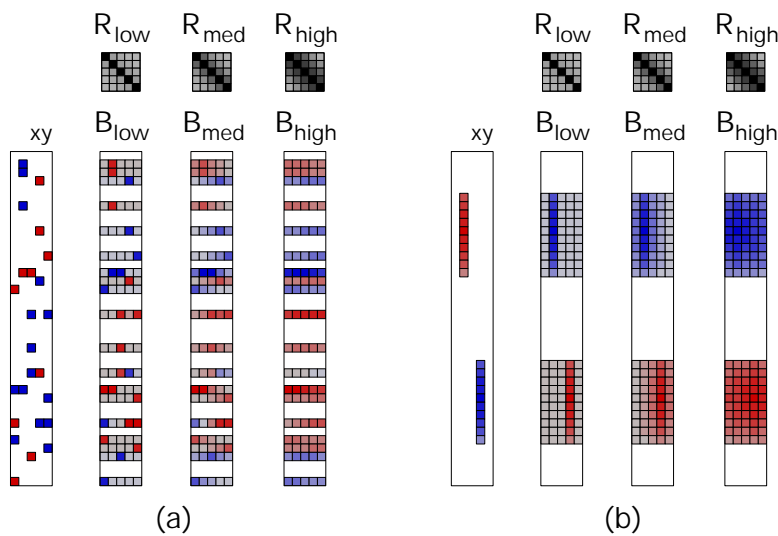 R_low R_med R_high R_low R_med R_high
xy B_low B_med B_high xy B_low B_med B_high
(a) (b)